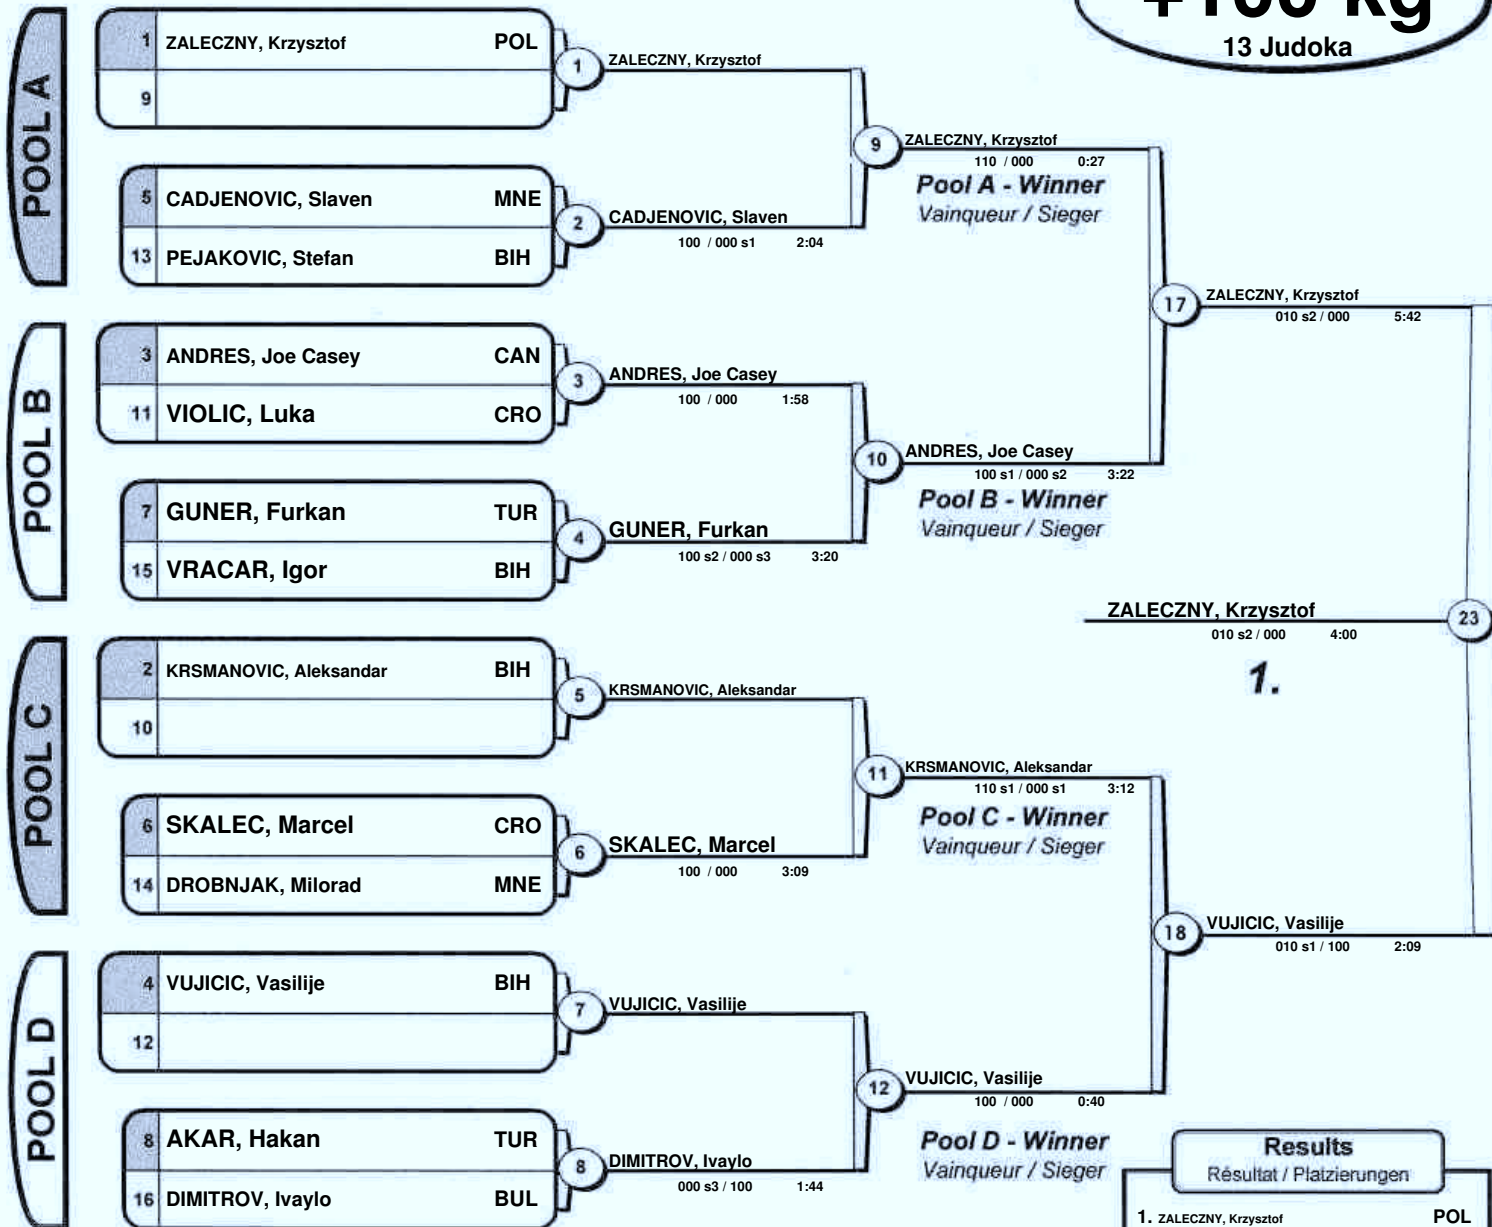 +100 kg
13 Judoka
POOL A
1 ZALECZNY, Krzysztof POL
9
5 CADJENOVIC, Slaven MNE
13 PEJAKOVIC, Stefan BIH
1 ZALECZNY, Krzysztof
2 CADJENOVIC, Slaven
100 / 000 s1 2:04
9 ZALECZNY, Krzysztof
110 / 000 0:27
Pool A - Winner
Vainqueur / Sieger
POOL B
3 ANDRES, Joe Casey CAN
11 VIOLIC, Luka CRO
7 GUNER, Furkan TUR
15 VRACAR, Igor BIH
3 ANDRES, Joe Casey
100 / 000 1:58
4 GUNER, Furkan
100 s2 / 000 s3 3:20
10 ANDRES, Joe Casey
100 s1 / 000 s2 3:22
Pool B - Winner
Vainqueur / Sieger
17 ZALECZNY, Krzysztof
010 s2 / 000 5:42
ZALECZNY, Krzysztof 23
010 s2 / 000 4:00
1.
POOL C
2 KRSMANOVIC, Aleksandar BIH
10
6 SKALEC, Marcel CRO
14 DROBNJAK, Milorad MNE
5 KRSMANOVIC, Aleksandar
6 SKALEC, Marcel
100 / 000 3:09
11 KRSMANOVIC, Aleksandar
110 s1 / 000 s1 3:12
Pool C - Winner
Vainqueur / Sieger
POOL D
4 VUJICIC, Vasilije BIH
12
8 AKAR, Hakan TUR
16 DIMITROV, Ivaylo BUL
7 VUJICIC, Vasilije
8 DIMITROV, Ivaylo
000 s3 / 100 1:44
12 VUJICIC, Vasilije
100 / 000 0:40
Pool D - Winner
Vainqueur / Sieger
18 VUJICIC, Vasilije
010 s1 / 100 2:09
Results
Résultat / Platzierungen
1. ZALECZNY, Krzysztof POL